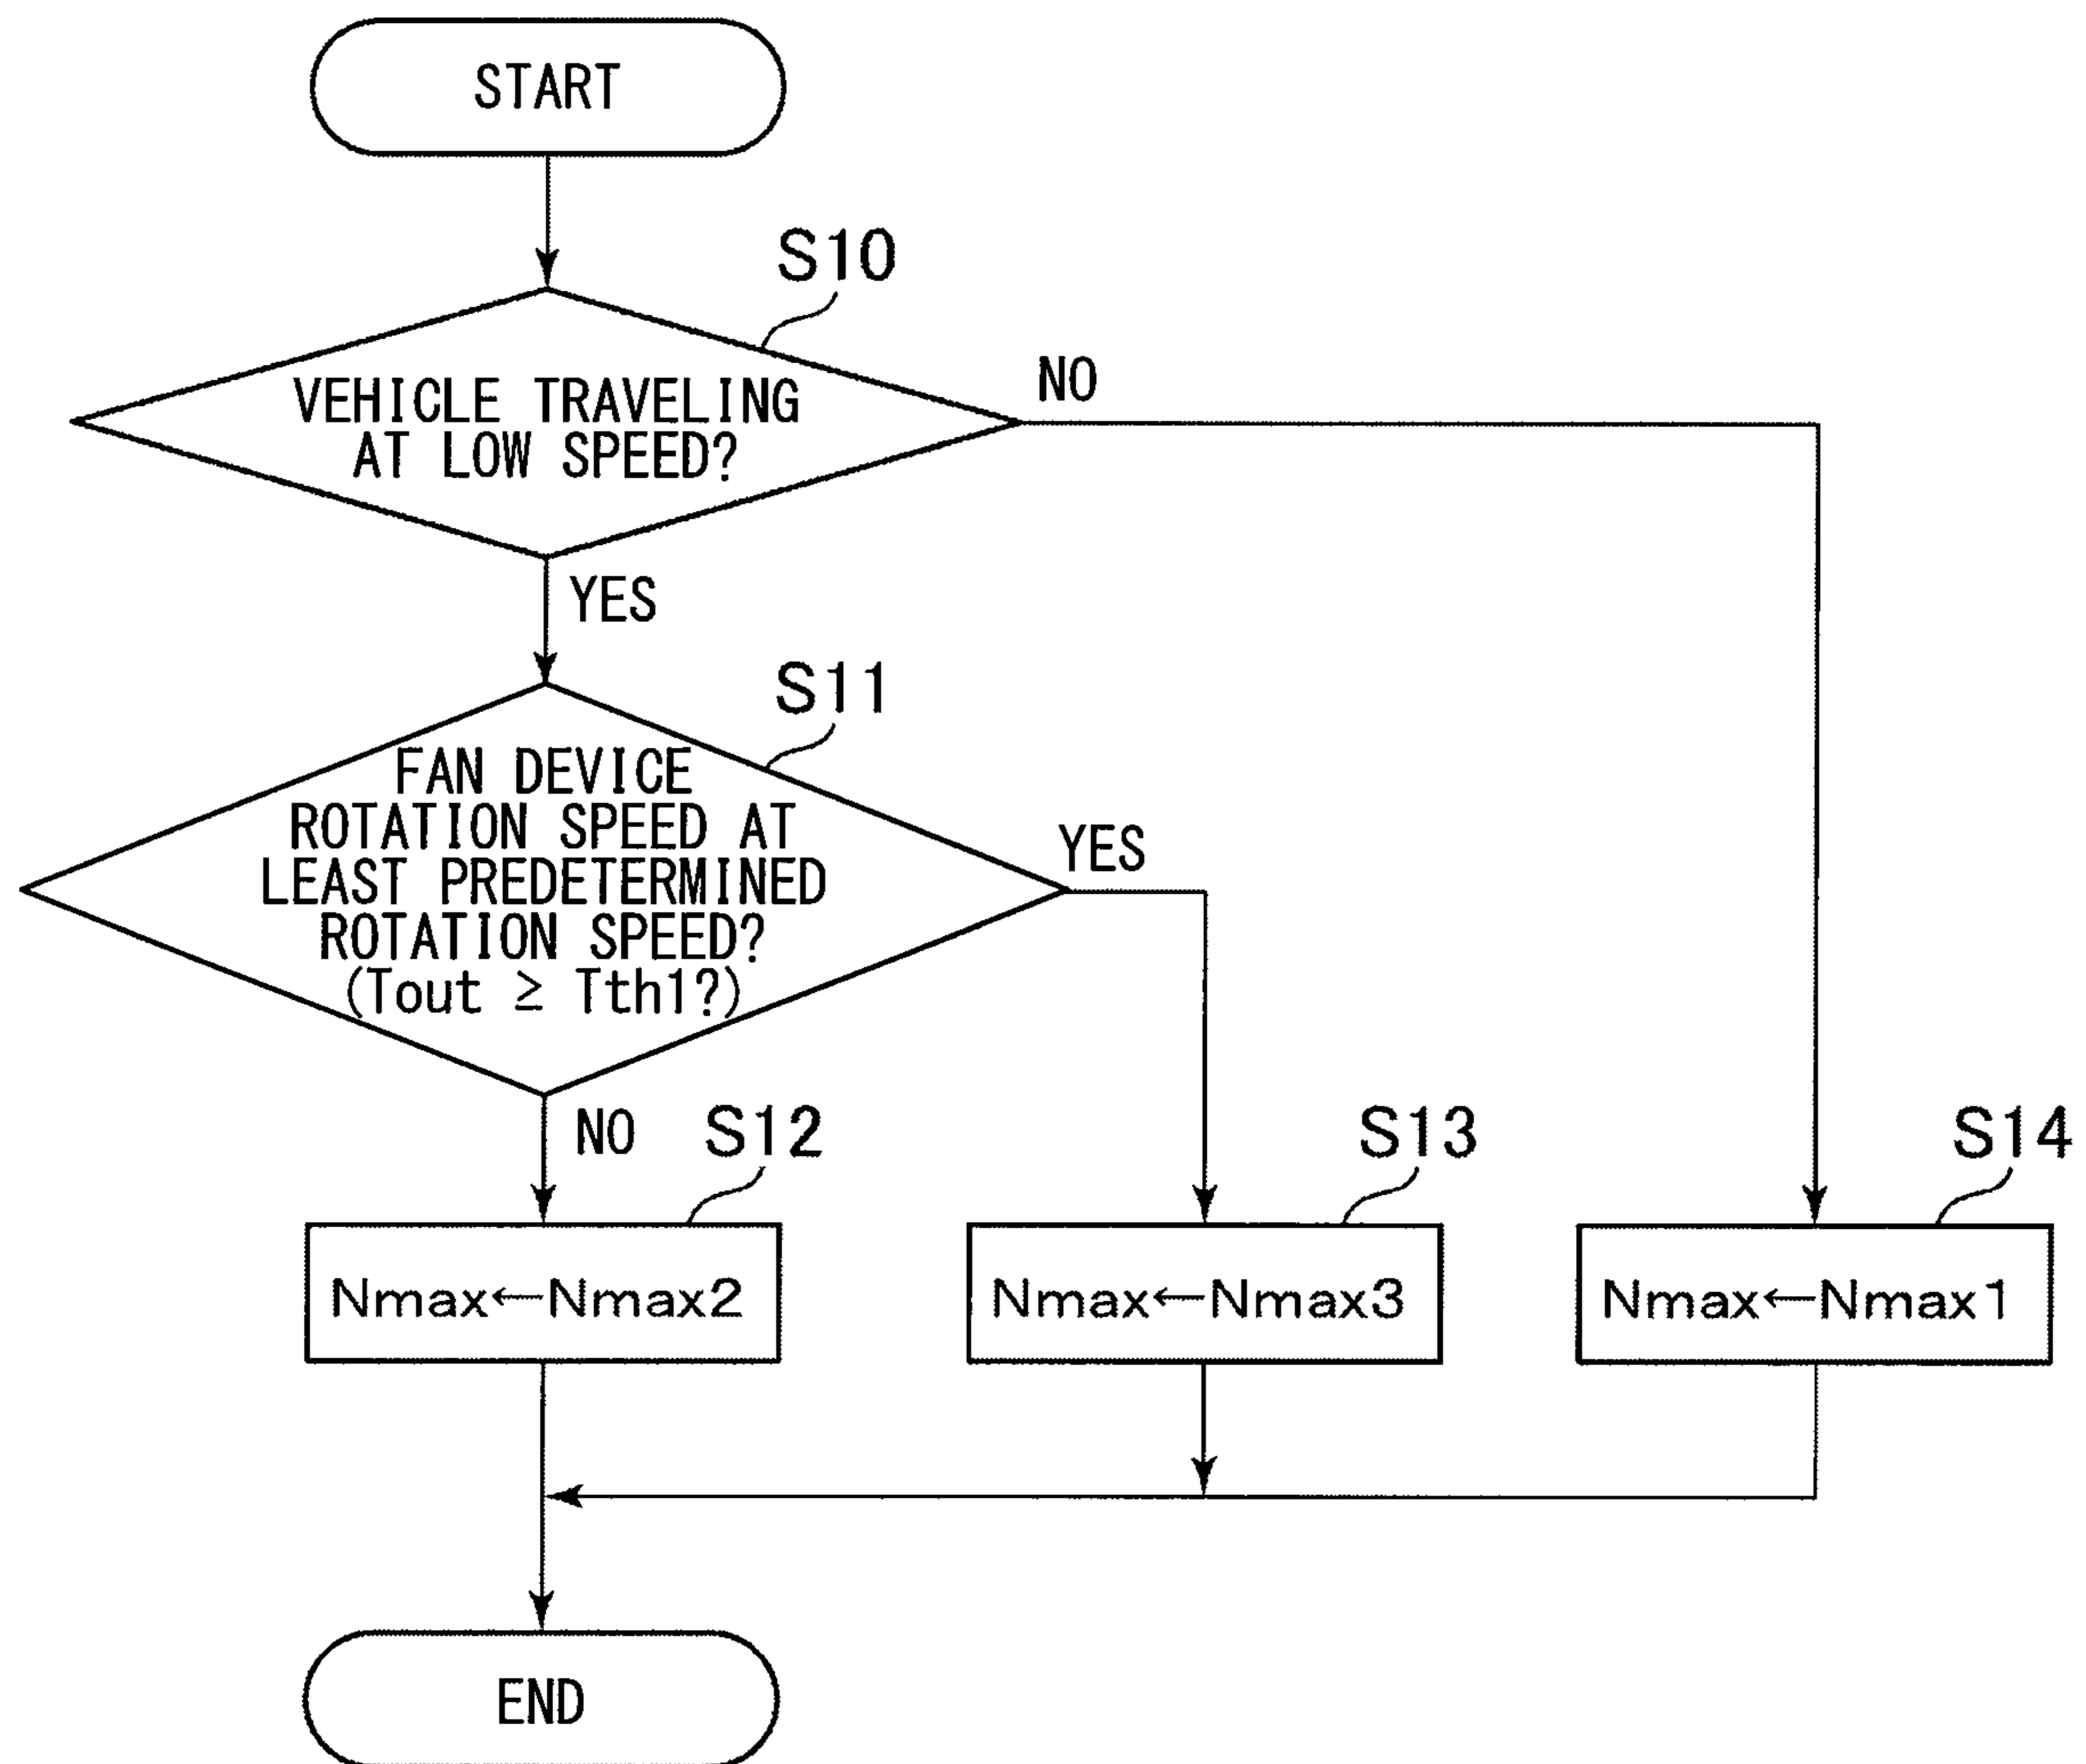 START
S10
VEHICLE TRAVELING
AT LOW SPEED?
NO
YES
S11
FAN DEVICE
ROTATION SPEED AT
LEAST PREDETERMINED
ROTATION SPEED?
(Tout ≧ Tth1?)
YES
NO
S12
S13
S14
Nmax←Nmax2
Nmax←Nmax3
Nmax←Nmax1
END